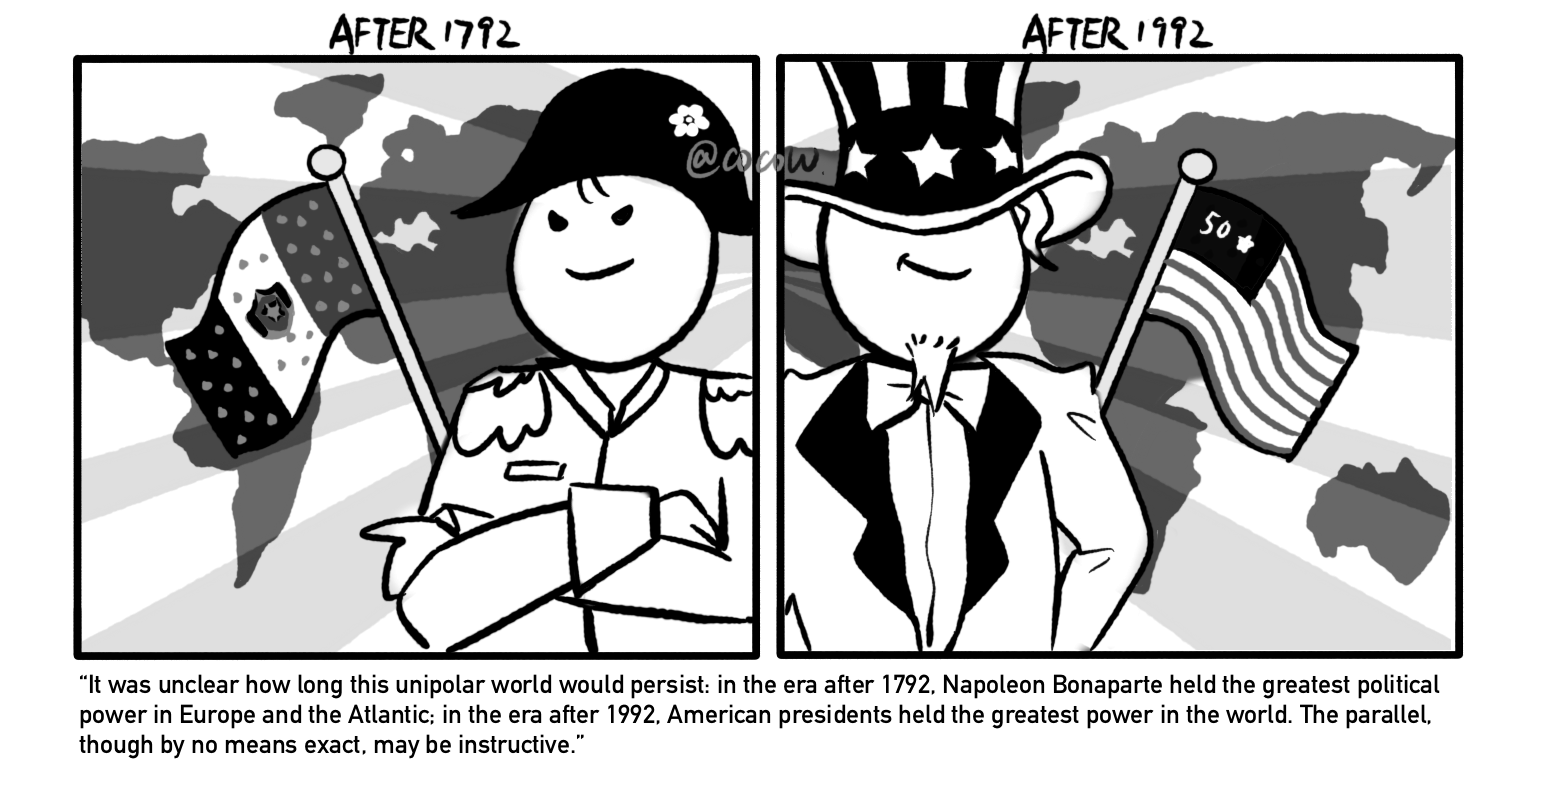 AFTER 1792
AFTER 1992
@cocow.
50
“It was unclear how long this unipolar world would persist: in the era after 1792, Napoleon Bonaparte held the greatest political
power in Europe and the Atlantic; in the era after 1992, American presidents held the greatest power in the world. The parallel,
though by no means exact, may be instructive.”